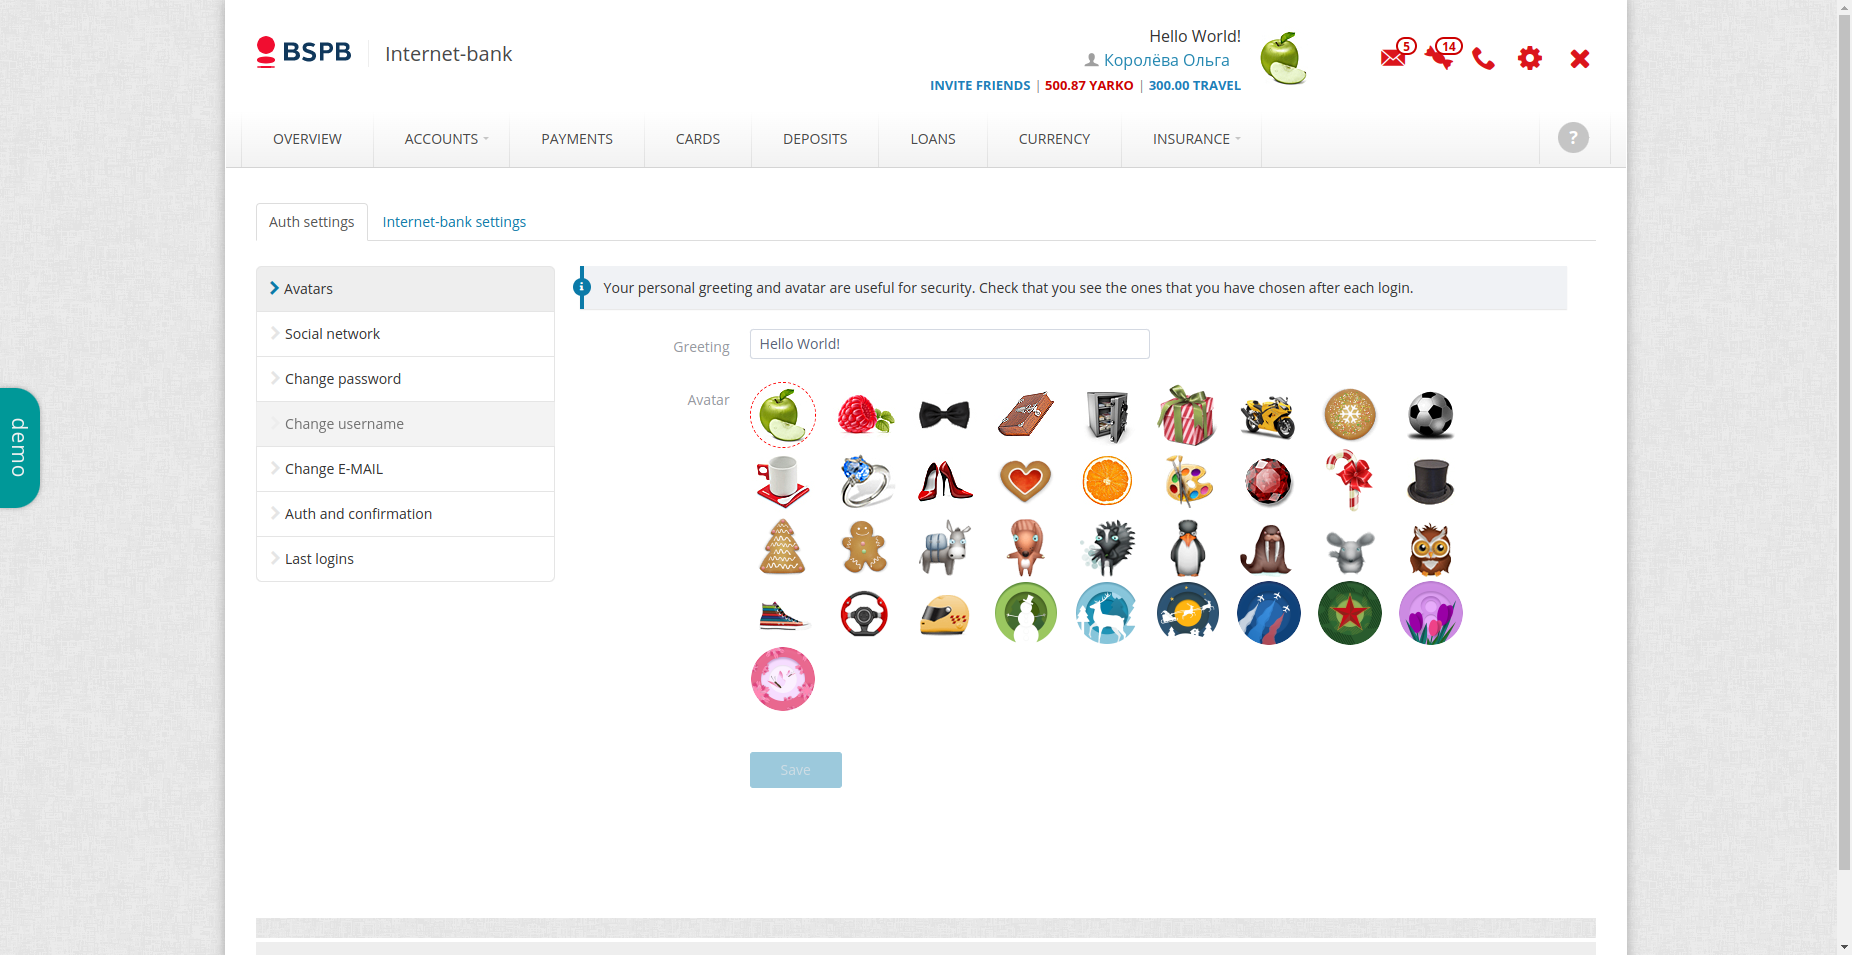 BSPB
Internet-bank
Hello World!
Королёва Ольга
INVITE FRIENDS | 500.87 YARKO | 300.00 TRAVEL
5
14
OVERVIEW
ACCOUNTS
PAYMENTS
CARDS
DEPOSITS
LOANS
CURRENCY
INSURANCE
?
Auth settings
Internet-bank settings
Avatars
Social network
Change password
Change username
Change E-MAIL
Auth and confirmation
Last logins
demo
Your personal greeting and avatar are useful for security. Check that you see the ones that you have chosen after each login.
Greeting
Hello World!
Avatar
Save